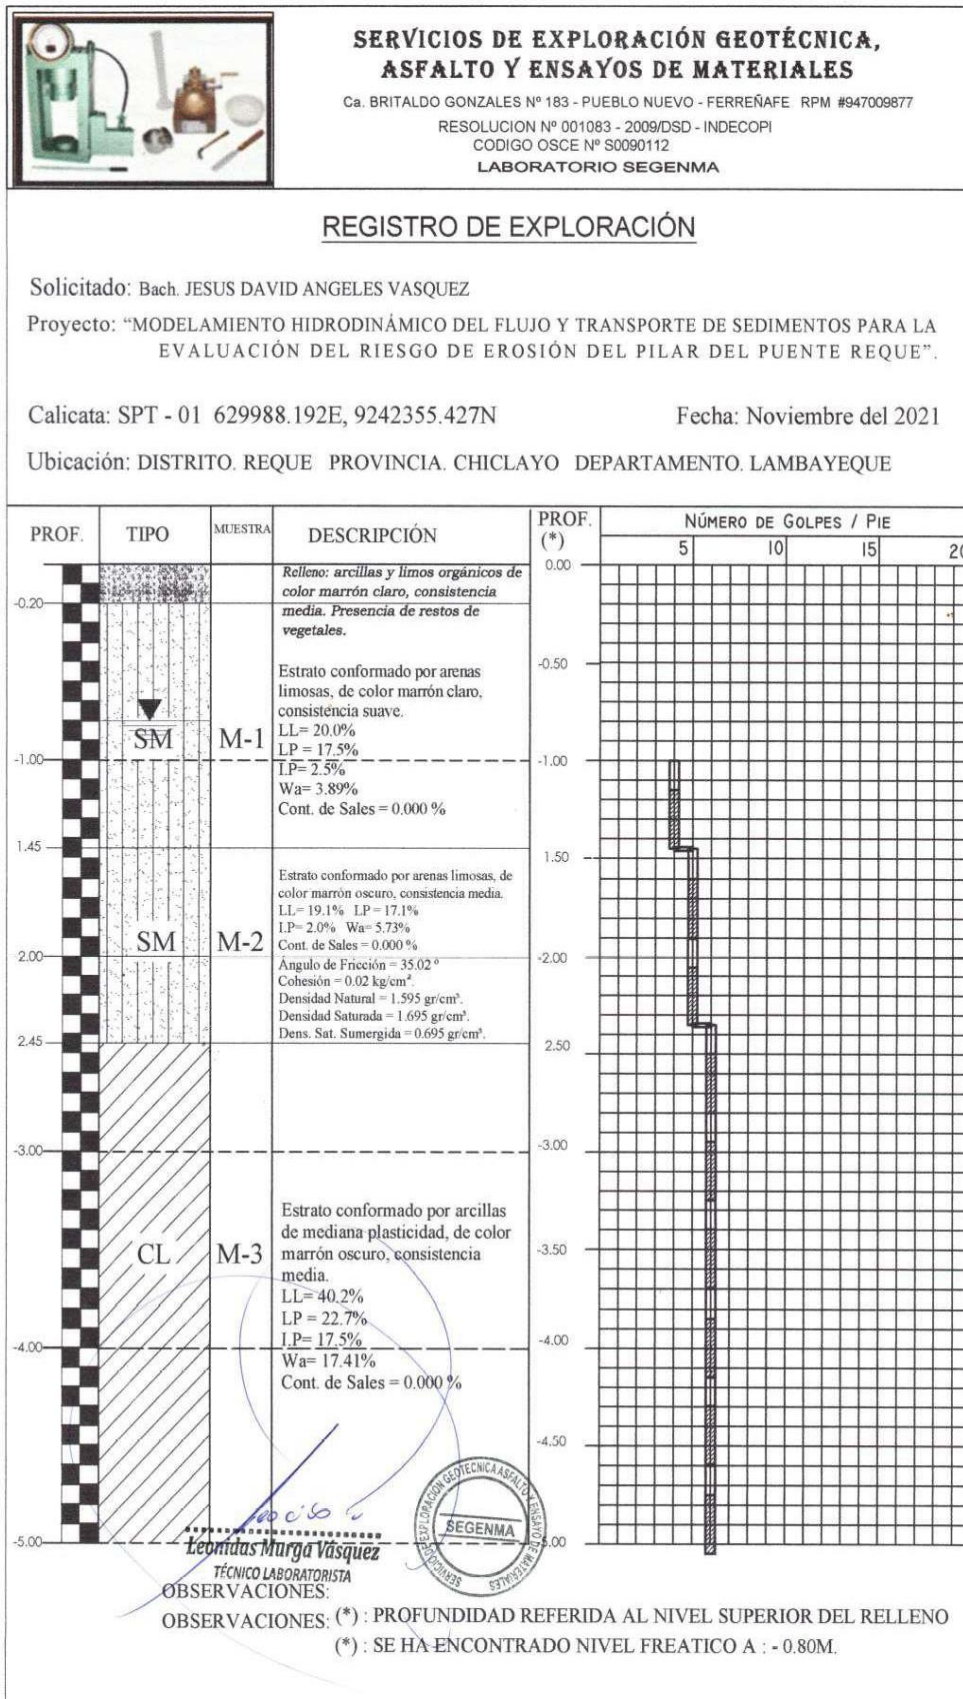 SERVICIOS DE EXPLORACIÓN GEOTÉCNICA,
ASFALTO Y ENSAYOS DE MATERIALES
Ca. BRITALDO GONZALES Nº 183 - PUEBLO NUEVO - FERREÑAFE RPM #947009877
RESOLUCION Nº 001083 - 2009/DSD - INDECOPI
CODIGO OSCE Nº S0090112
LABORATORIO SEGENMA
REGISTRO DE EXPLORACIÓN
Solicitado: Bach. JESUS DAVID ANGELES VASQUEZ
Proyecto: “MODELAMIENTO HIDRODINÁMICO DEL FLUJO Y TRANSPORTE DE SEDIMENTOS PARA LA
EVALUACIÓN DEL RIESGO DE EROSIÓN DEL PILAR DEL PUENTE REQUE”.
Calicata: SPT - 01 629988.192E, 9242355.427N Fecha: Noviembre del 2021
Ubicación: DISTRITO. REQUE PROVINCIA. CHICLAYO DEPARTAMENTO. LAMBAYEQUE
PROF. TIPO MUESTRA DESCRIPCIÓN PROF. (*) NÚMERO DE GOLPES / PIE
5 10 15 20
Relleno: arcillas y limos orgánicos de
color marrón claro, consistencia
media. Presencia de restos de
vegetales.
-0.20
Estrato conformado por arenas
limosas, de color marrón claro,
consistencia suave.
LL= 20.0%
LP = 17.5%
I.P= 2.5%
Wa= 3.89%
Cont. de Sales = 0.000 %
SM M-1
-1.00
1.45
Estrato conformado por arenas limosas, de
color marrón oscuro, consistencia media.
LL= 19.1% LP = 17.1%
I.P= 2.0% Wa= 5.73%
Cont. de Sales = 0.000 %
Ángulo de Fricción = 35.02 º
Cohesión = 0.02 kg/cm².
Densidad Natural = 1.595 gr/cm³.
Densidad Saturada = 1.695 gr/cm³.
Dens. Sat. Sumergida = 0.695 gr/cm³.
SM M-2
-2.00
2.45
-3.00
Estrato conformado por arcillas
de mediana plasticidad, de color
marrón oscuro, consistencia
media.
LL= 40.2%
LP = 22.7%
I.P= 17.5%
Wa= 17.41%
Cont. de Sales = 0.000 %
CL M-3
-4.00
-5.00
0.00
-0.50
-1.00
1.50
-2.00
2.50
-3.00
-3.50
-4.00
-4.50
5.00
Leonidas Murga Vásquez
TÉCNICO LABORATORISTA
SERVICIO DE EXPLORACIÓN GEOTECNICA ASFALTO Y ENSAYO DE MATERIALES
SEGENMA
OBSERVACIONES:
OBSERVACIONES: (*) : PROFUNDIDAD REFERIDA AL NIVEL SUPERIOR DEL RELLENO
(*) : SE HA ENCONTRADO NIVEL FREATICO A : - 0.80M.